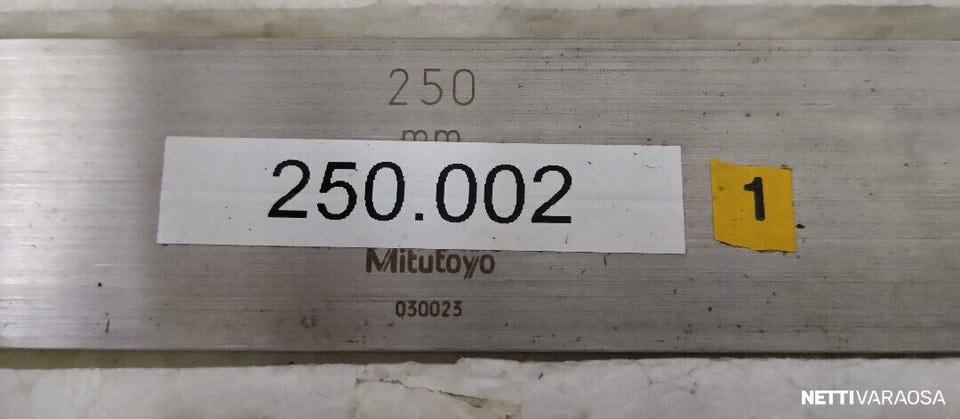 250
mm
250.002
1
Mitutoyo
030023
NETTIVARAOSA